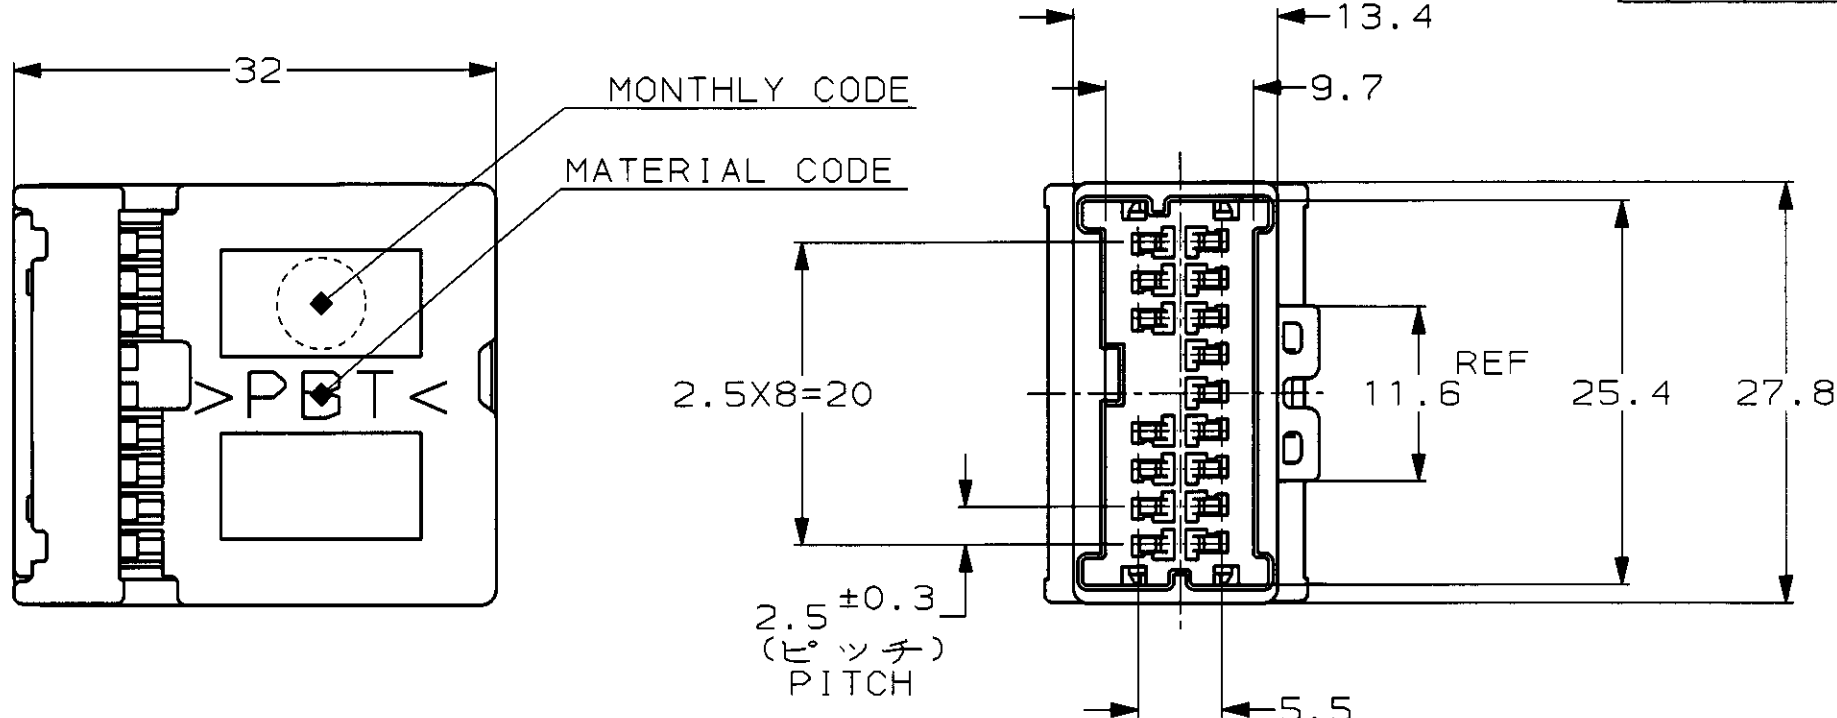 13.4
32
9.7
MONTHLY CODE
MATERIAL CODE
>PBT<
2.5X8=20
11.6 REF
25.4
27.8
2.5±0.3
(ピッチ)
PITCH
5.5